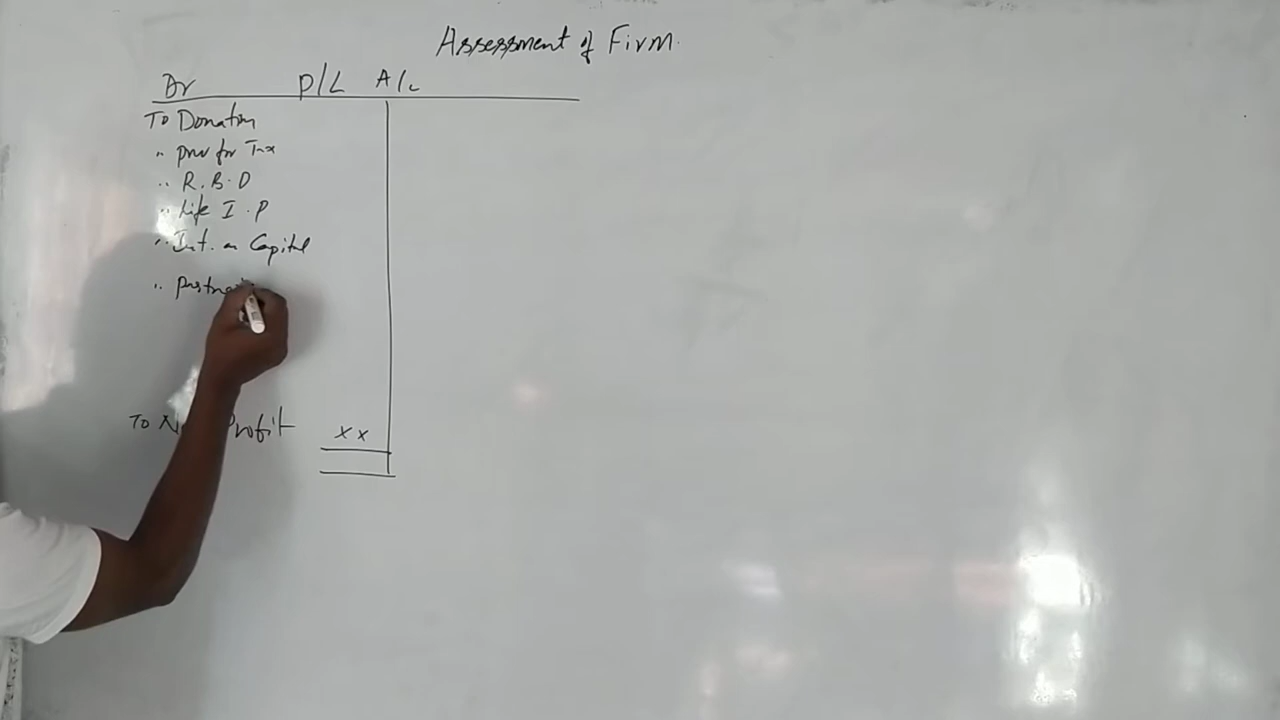 Assessment of Firm.
Dr P/L A/c
To Donation
" prov for Tax
" R.B.D
" Life I.P
" Int. on Capital
"
To Profit xx